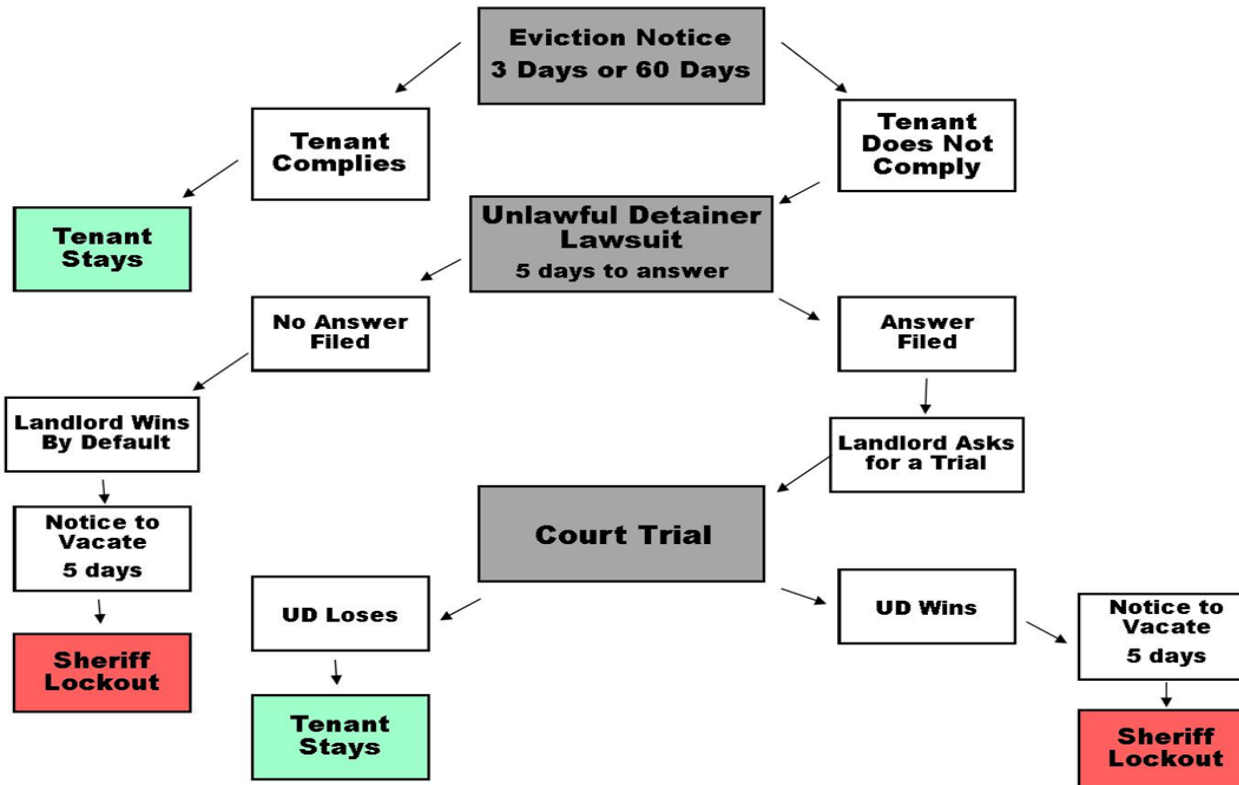 Eviction Notice
3 Days or 60 Days
Tenant
Complies
Tenant
Does Not
Comply
Tenant
Stays
Unlawful Detainer
Lawsuit
5 days to answer
No Answer
Filed
Answer
Filed
Landlord Wins
By Default
Landlord Asks
for a Trial
Notice to
Vacate
5 days
Court Trial
UD Loses
UD Wins
Notice to
Vacate
5 days
Sheriff
Lockout
Tenant
Stays
Sheriff
Lockout